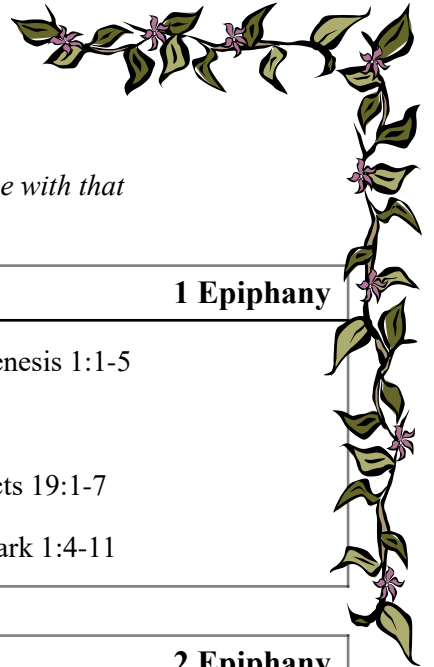 e with that
1 Epiphany
enesis 1:1-5
cts 19:1-7
ark 1:4-11
2 Epiphany